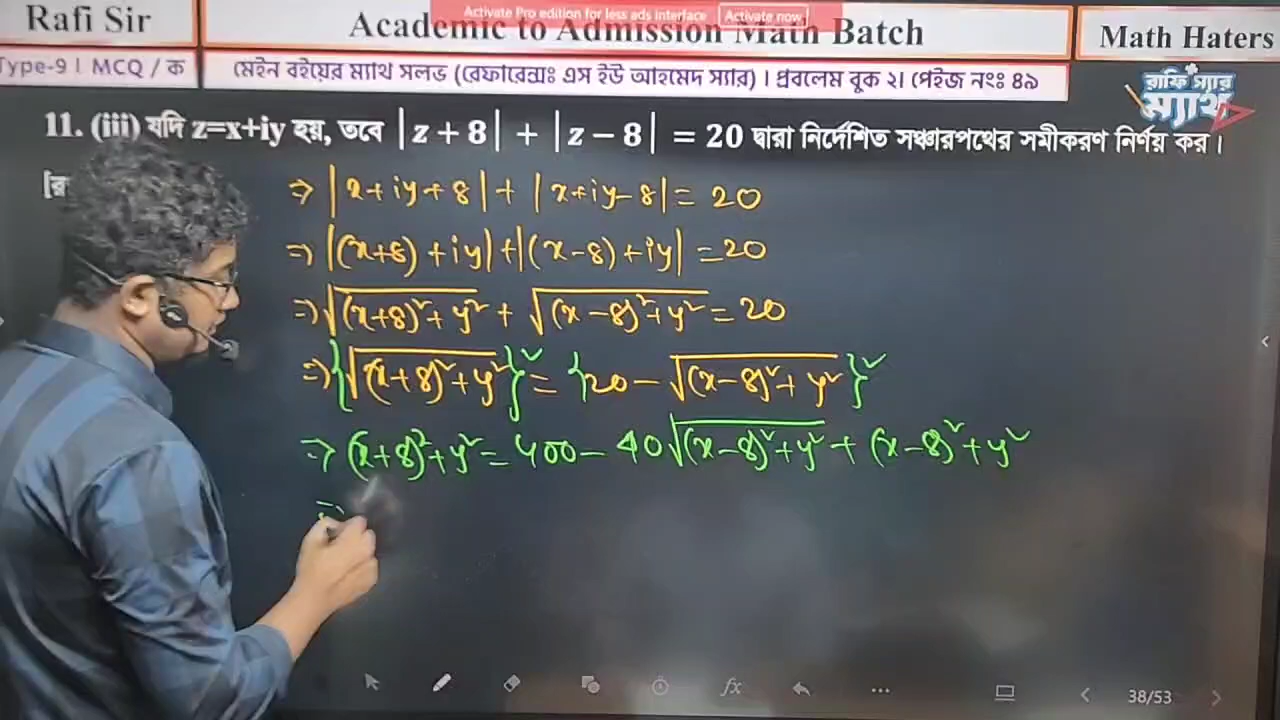 Activate Pro edition for less ads interface Activate now
Rafi Sir Academic to Admission Math Batch Math Haters
Type-9 | MCQ / ক মেইন বইয়ের ম্যাথ সলভ (রেফারেন্সঃ এস ইউ আহমেদ স্যার) । প্রবলেম বুক ২। পেইজ নংঃ ৪৯
রাফি স্যার
ম্যাথ
11. (iii) যদি z=x+iy হয়, তবে |z + 8| + |z − 8| = 20 দ্বারা নির্দেশিত সঞ্চারপথের সমীকরণ নির্ণয় কর।
⇒ |x+iy+8| + |x+iy−8| = 20
⇒ |(x+8)+iy| + |(x−8)+iy| = 20
⇒ √((x+8)²+y²) + √((x−8)²+y²) = 20
⇒ {√((x+8)²+y²)}² = {20 − √((x−8)²+y²)}²
⇒ (x+8)²+y² = 400 − 40√((x−8)²+y²) + (x−8)²+y²
⇒
38/53